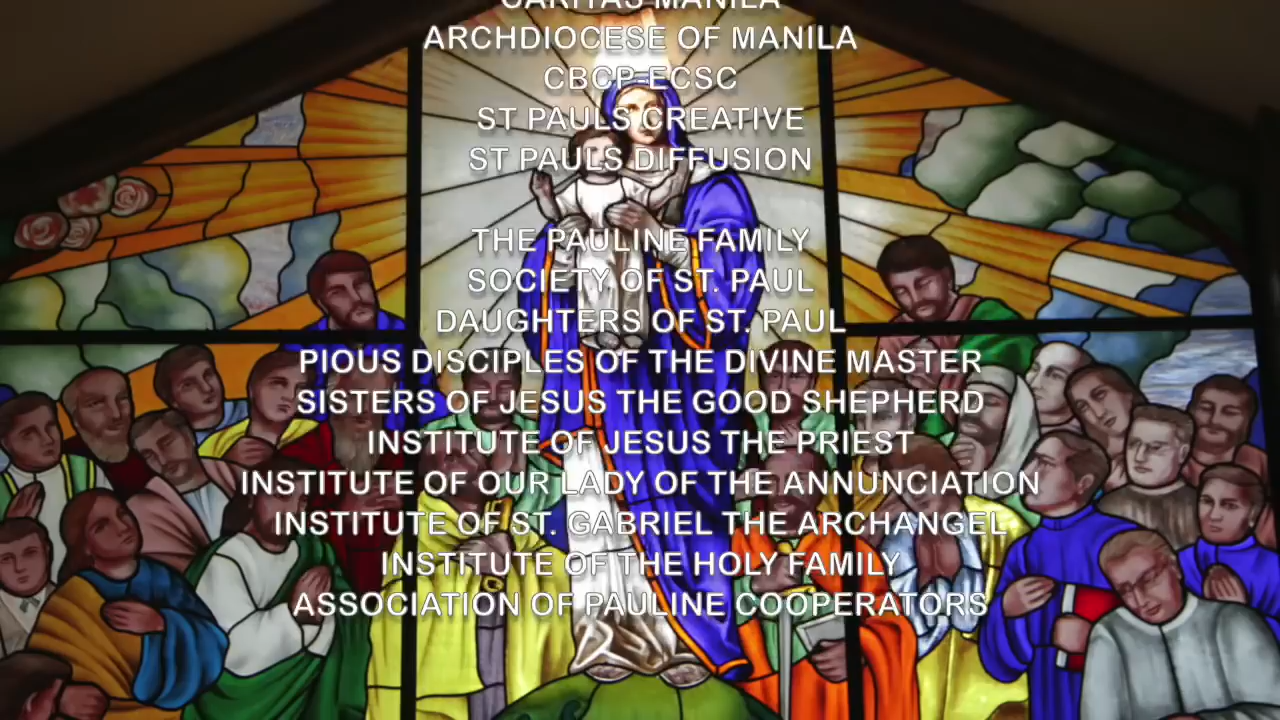 CARITAS MANILA
ARCHDIOCESE OF MANILA
CBCP-ECSC
ST PAULS CREATIVE
ST PAULS DIFFUSION
THE PAULINE FAMILY
SOCIETY OF ST. PAUL
DAUGHTERS OF ST. PAUL
PIOUS DISCIPLES OF THE DIVINE MASTER
SISTERS OF JESUS THE GOOD SHEPHERD
INSTITUTE OF JESUS THE PRIEST
INSTITUTE OF OUR LADY OF THE ANNUNCIATION
INSTITUTE OF ST. GABRIEL THE ARCHANGEL
INSTITUTE OF THE HOLY FAMILY
ASSOCIATION OF PAULINE COOPERATORS